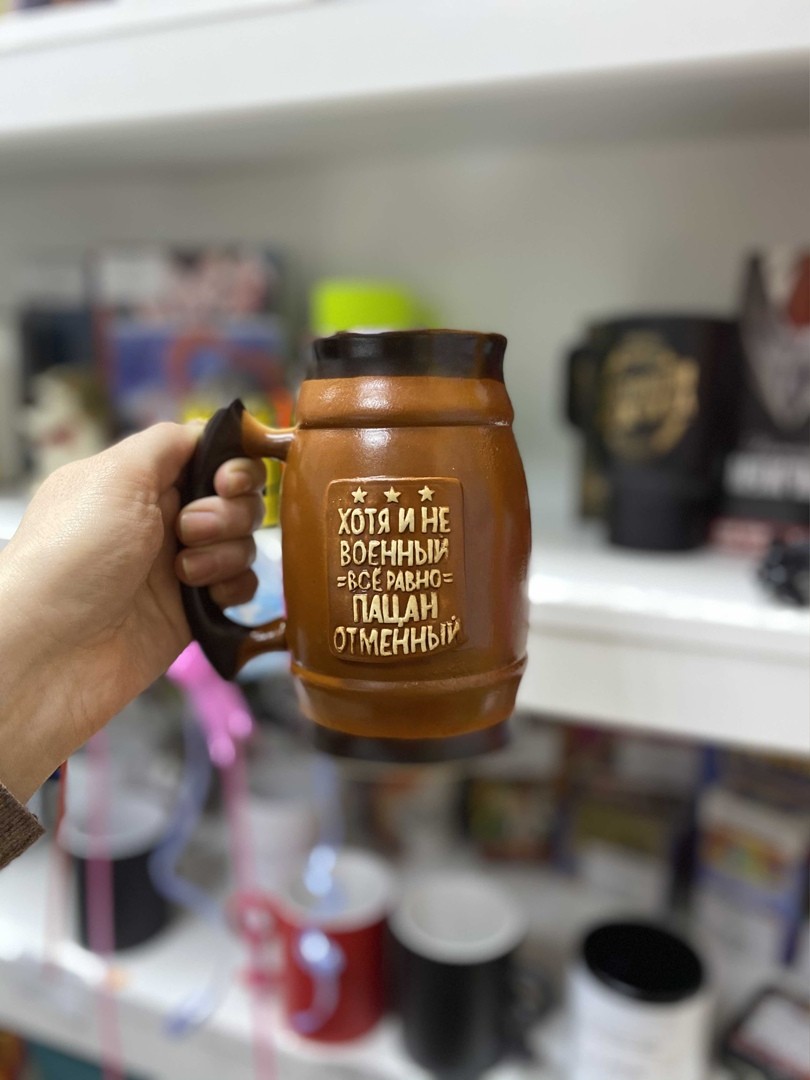 ХОТЯ И НЕ
ВОЕННЫЙ
=ВСЁ РАВНО=
ПАЦАН
ОТМЕННЫЙ